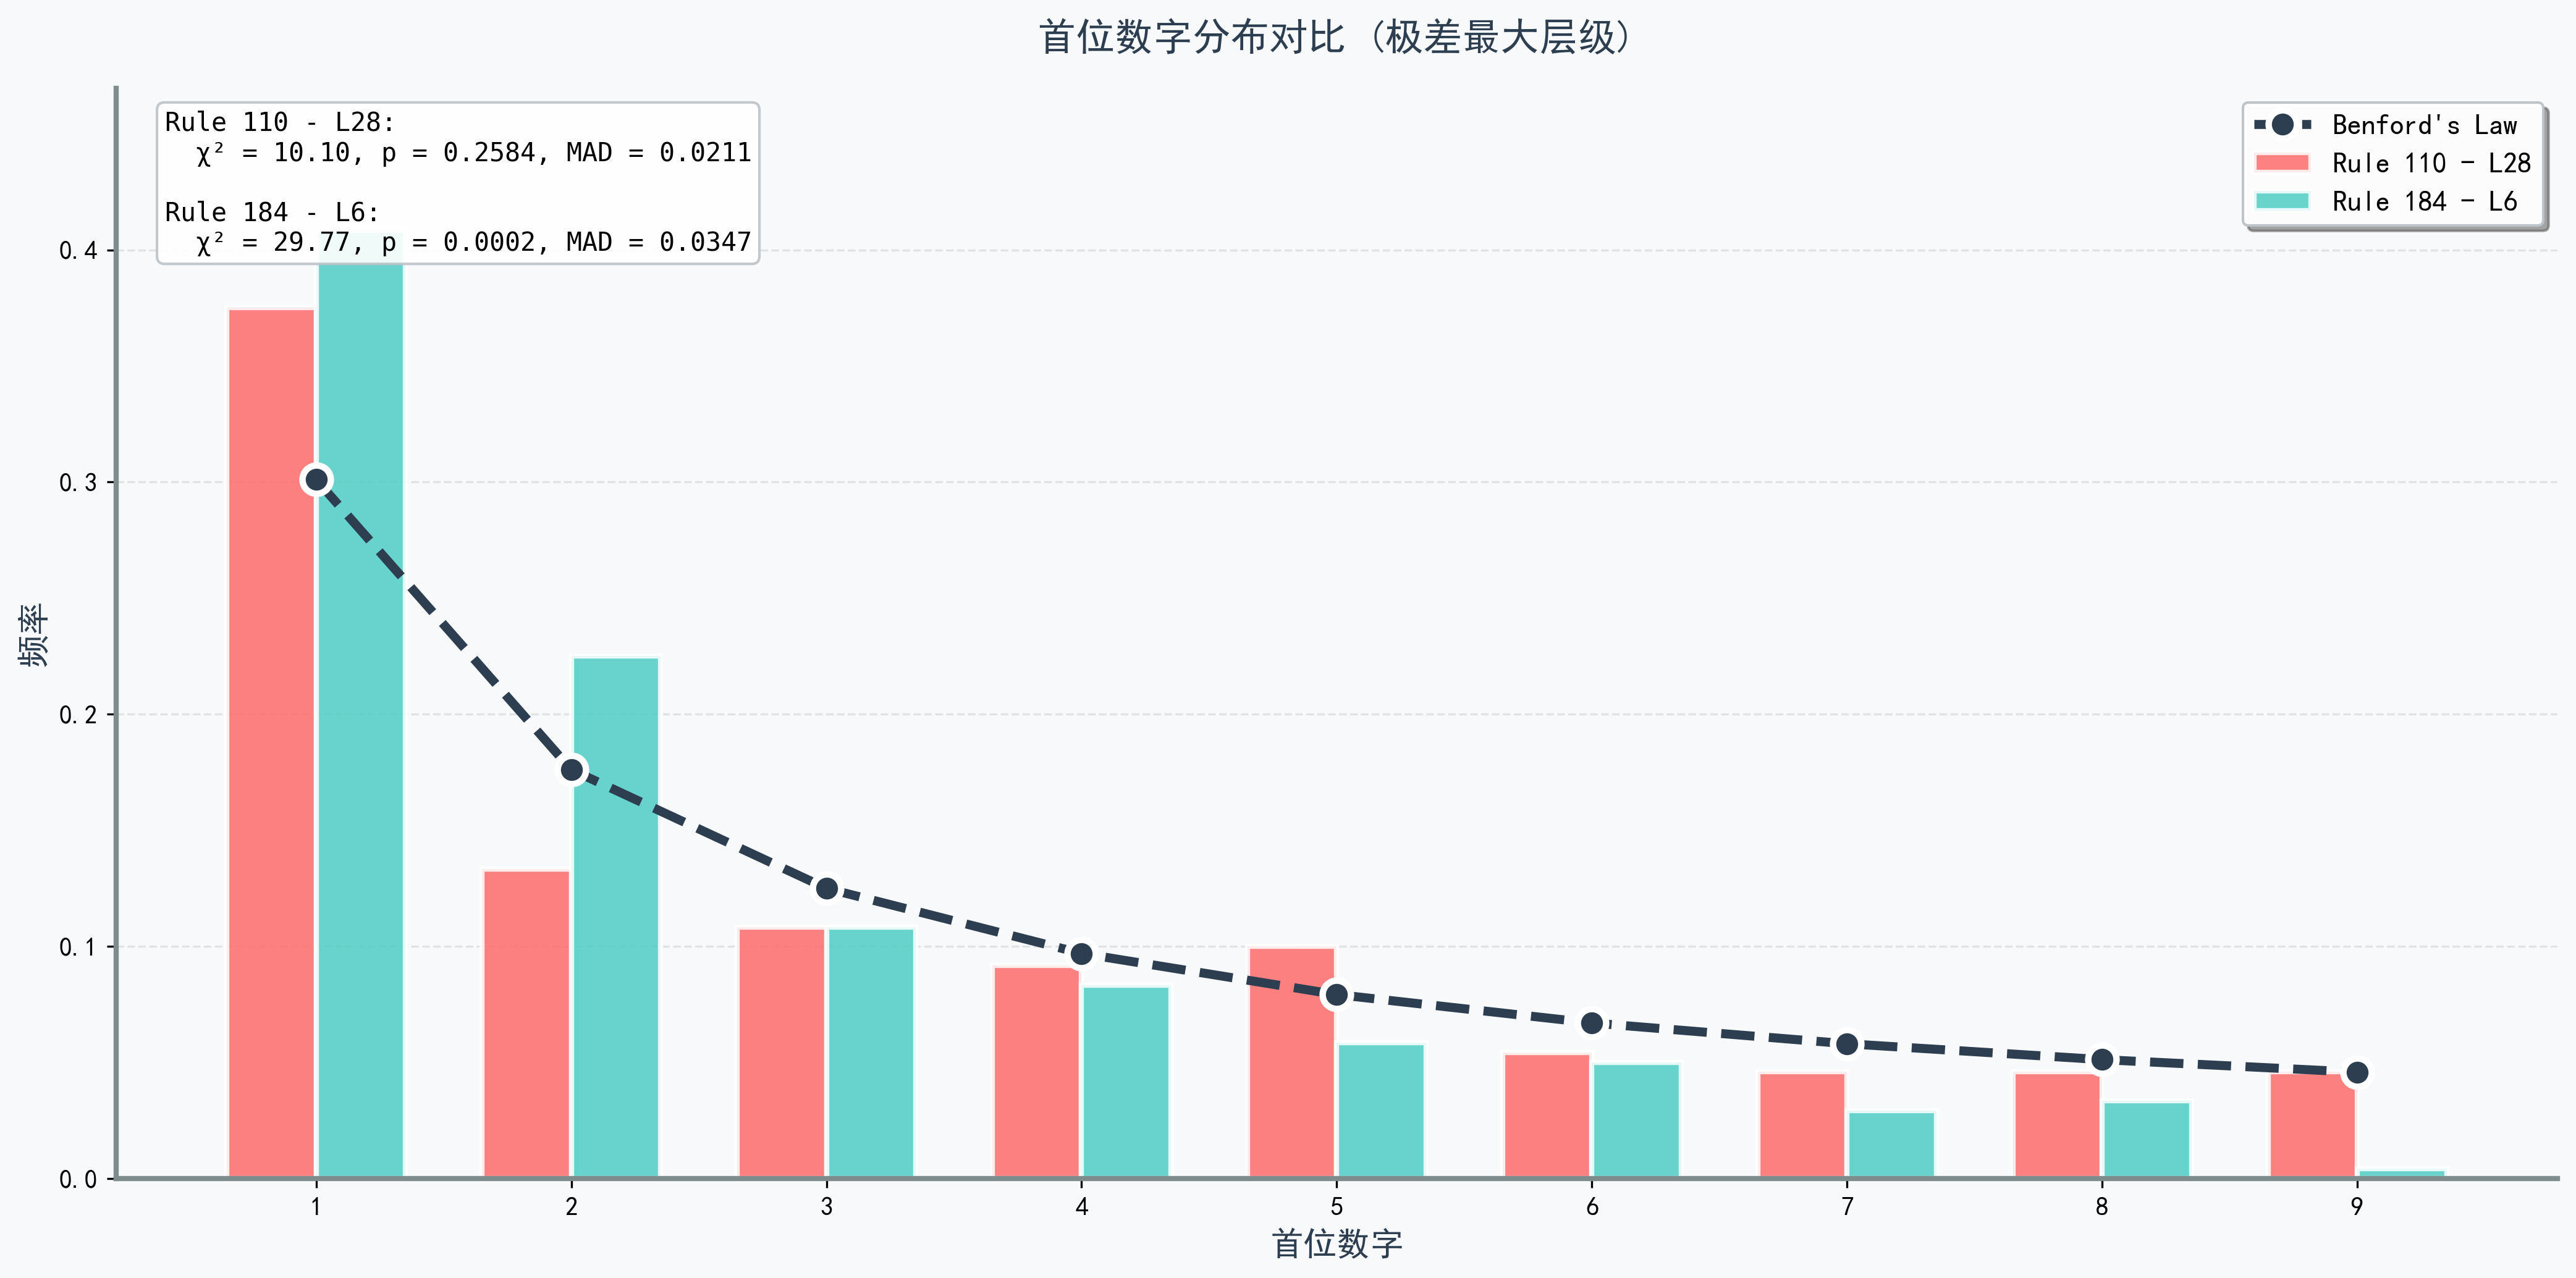 首位数字分布对比 (极差最大层级)
Rule 110 - L28:
χ² = 10.10, p = 0.2584, MAD = 0.0211
Rule 184 - L6:
χ² = 29.77, p = 0.0002, MAD = 0.0347
Benford's Law
Rule 110 - L28
Rule 184 - L6
频率
0.4
0.3
0.2
0.1
0.0
1 2 3 4 5 6 7 8 9
首位数字